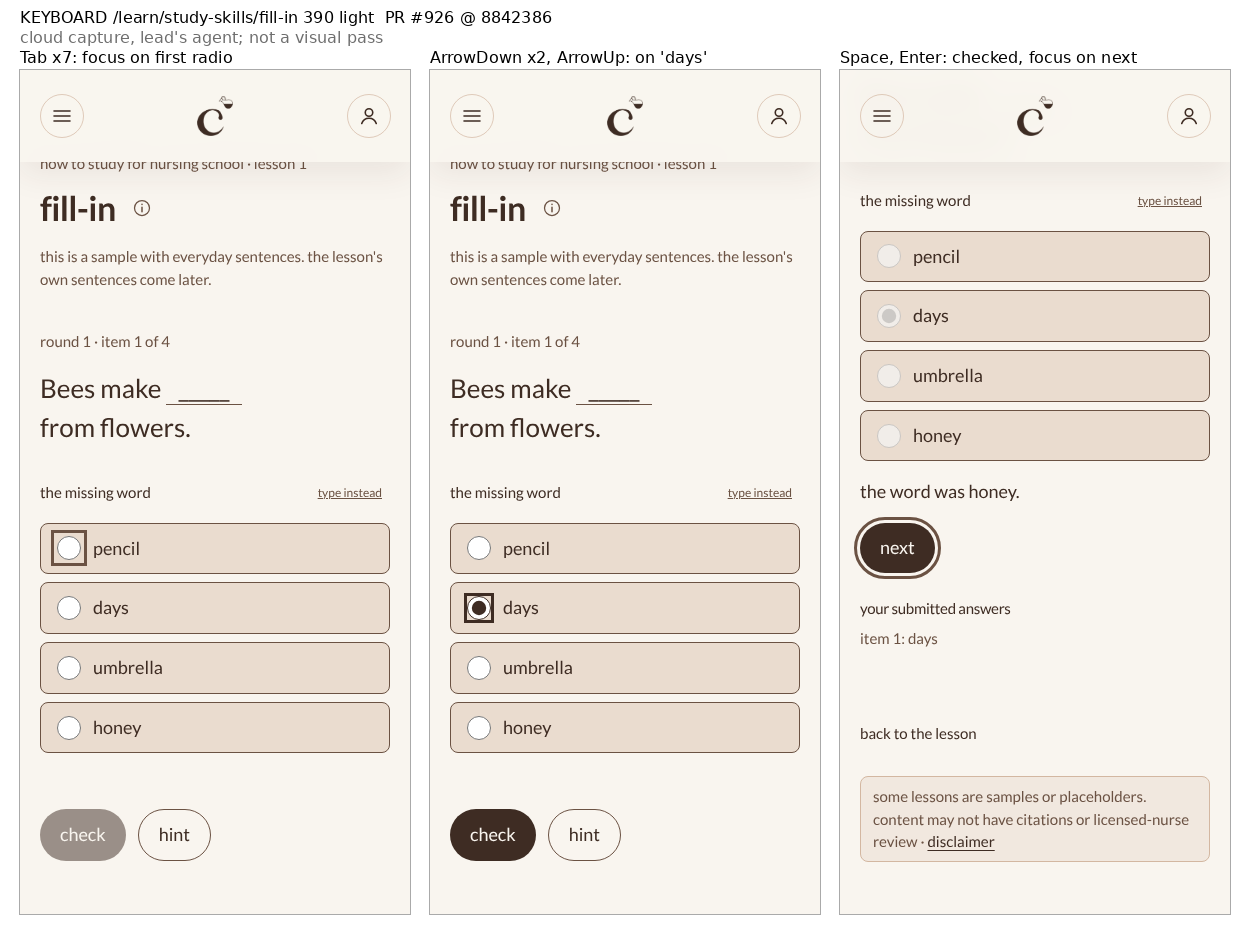 KEYBOARD /learn/study-skills/fill-in 390 light  PR #926 @ 8842386
cloud capture, lead's agent; not a visual pass
Tab x7: focus on first radio
how to study for nursing school · lesson 1
fill-in
this is a sample with everyday sentences. the lesson's
own sentences come later.
round 1 · item 1 of 4
Bees make _____
from flowers.
the missing word
type instead
pencil
days
umbrella
honey
check
hint
ArrowDown x2, ArrowUp: on 'days'
how to study for nursing school · lesson 1
fill-in
this is a sample with everyday sentences. the lesson's
own sentences come later.
round 1 · item 1 of 4
Bees make _____
from flowers.
the missing word
type instead
pencil
days
umbrella
honey
check
hint
Space, Enter: checked, focus on next
the missing word
type instead
pencil
days
umbrella
honey
the word was honey.
next
your submitted answers
item 1: days
back to the lesson
some lessons are samples or placeholders.
content may not have citations or licensed-nurse
review · disclaimer